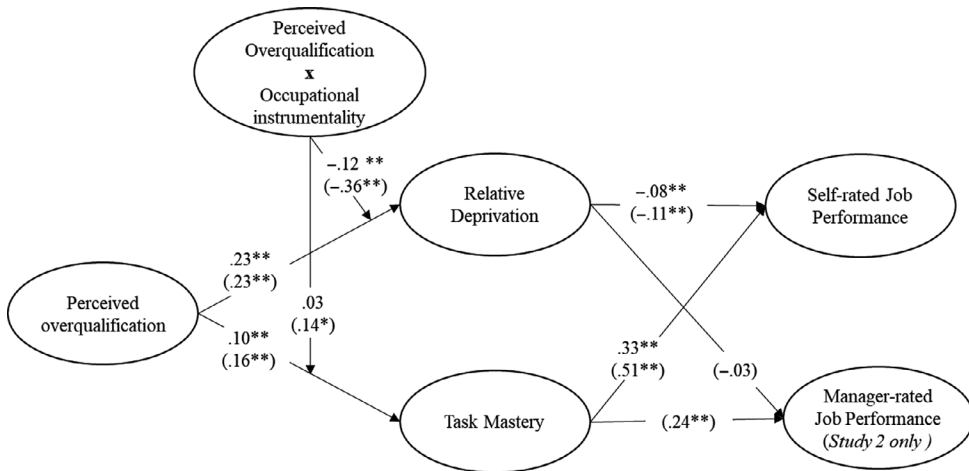 Perceived
Overqualification
x
Occupational
instrumentality
–.12 **
(–.36**)
Relative
Deprivation
–.08**
(–.11**)
Self-rated Job
Performance
.23**
(.23**)
Perceived
overqualification
.03
(.14*)
.10**
(.16**)
.33**
(.51**)
(–.03)
Task Mastery
(.24**)
Manager-rated
Job Performance
(Study 2 only )